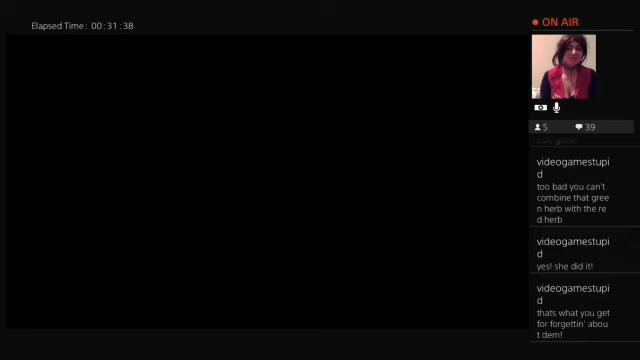 Elapsed Time : 00 : 31 : 38
ON AIR
5
39
videogamestupi
d
too bad you can't
combine that gree
n herb with the re
d herb
videogamestupi
d
yes! she did it!
videogamestupi
d
thats what you get
for forgettin' abou
t dem!